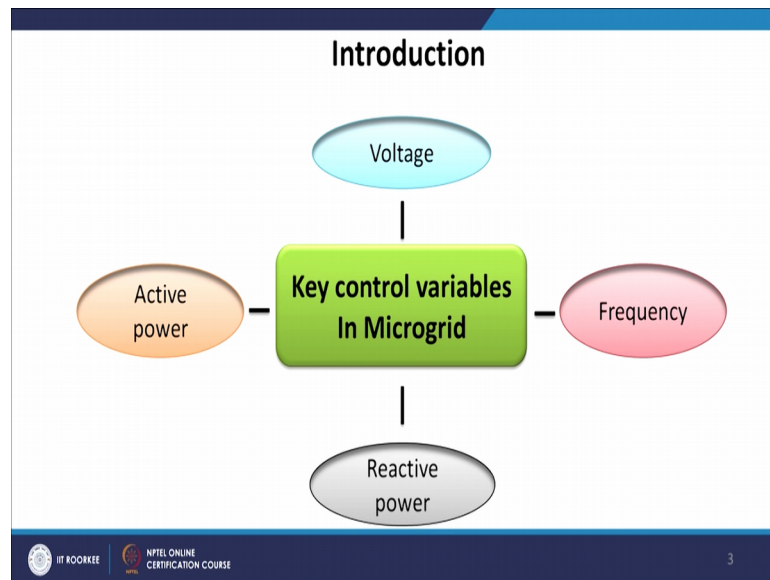 Introduction
Voltage
Active
power
Key control variables
In Microgrid
Frequency
Reactive
power
IIT ROORKEE
NPTEL ONLINE
CERTIFICATION COURSE
3